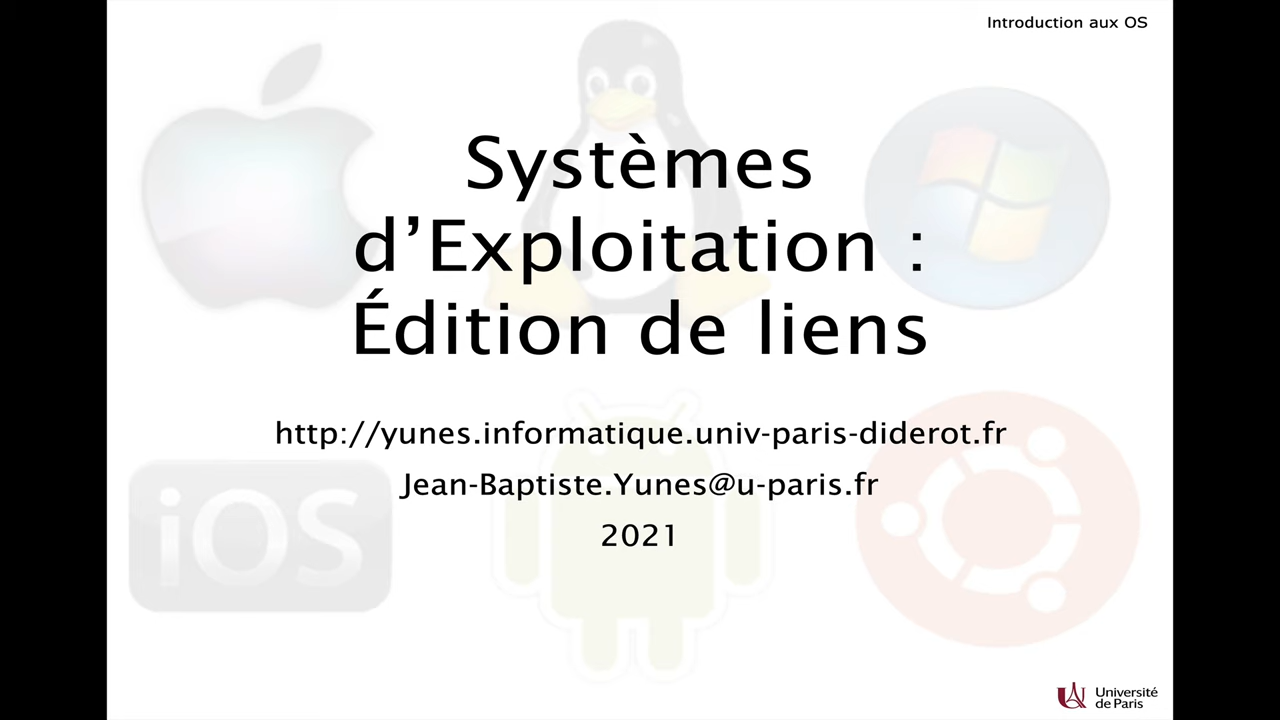 Introduction aux OS
Systèmes
d’Exploitation :
Édition de liens
http://yunes.informatique.univ-paris-diderot.fr
Jean-Baptiste.Yunes@u-paris.fr
2021
iOS
Université
de Paris